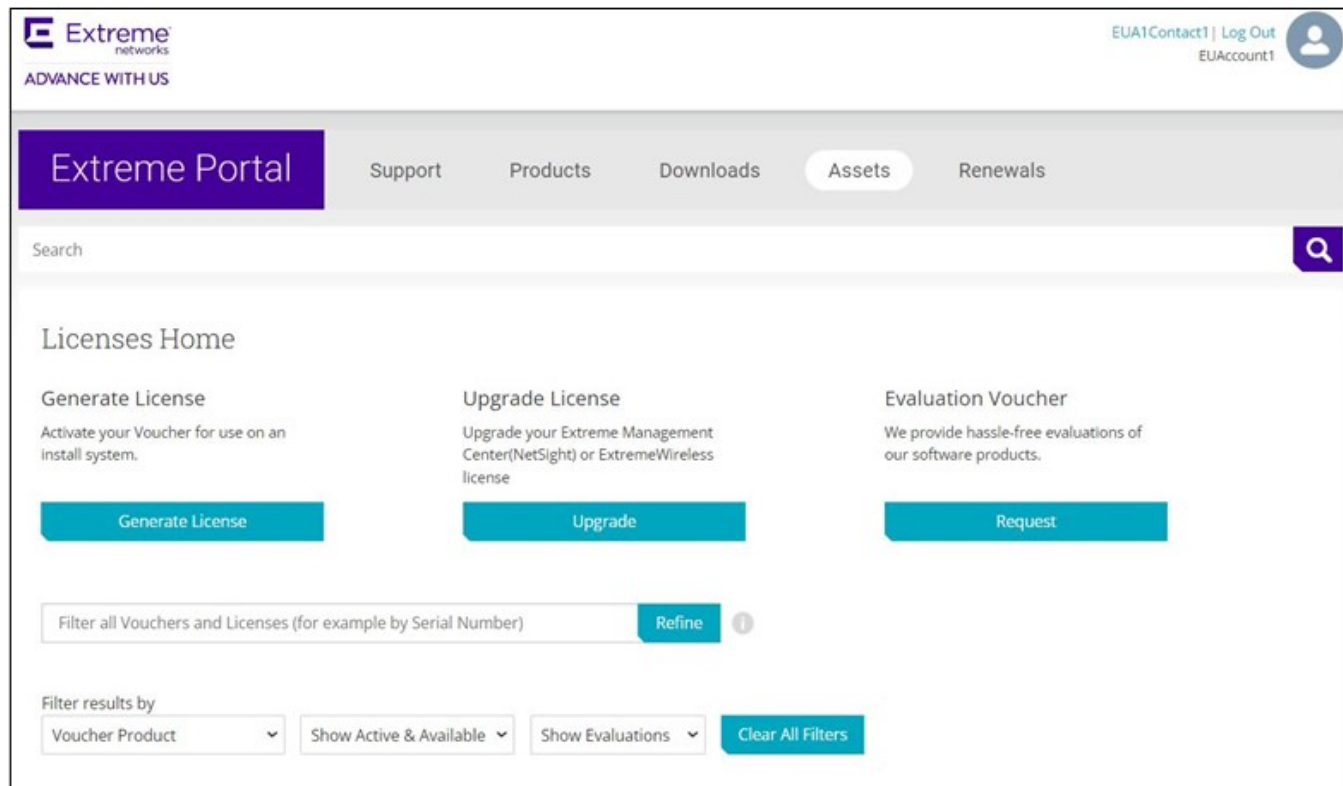 Extreme
networks
ADVANCE WITH US
EUA1Contact1| Log Out
EUAccount1
Extreme Portal
Support
Products
Downloads
Assets
Renewals
Search
Licenses Home
Generate License
Activate your Voucher for use on an
install system.
Generate License
Upgrade License
Upgrade your Extreme Management
Center(NetSight) or ExtremeWireless
license
Upgrade
Evaluation Voucher
We provide hassle-free evaluations of
our software products.
Request
Filter all Vouchers and Licenses (for example by Serial Number)
Refine
Filter results by
Voucher Product
Show Active & Available
Show Evaluations
Clear All Filters